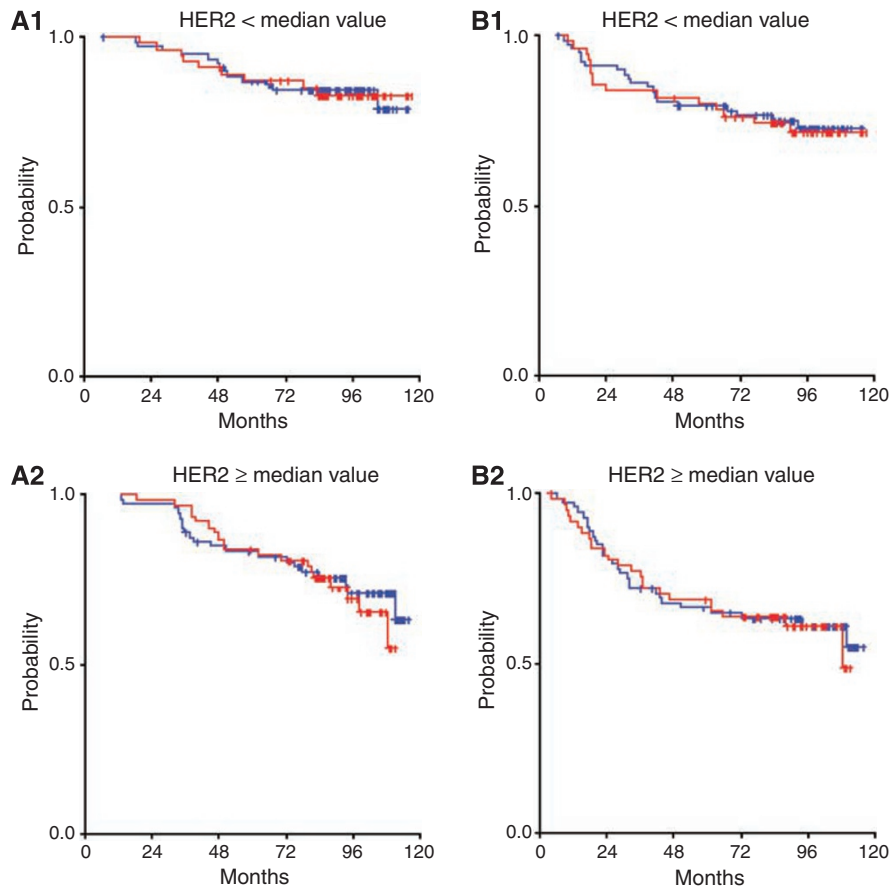 A1 HER2 < median value
1.0
0.5
0.0
Probability
0 24 48 72 96 120
Months
B1 HER2 < median value
1.0
0.5
0.0
Probability
0 24 48 72 96 120
Months
A2 HER2 ≥ median value
1.0
0.5
0.0
Probability
0 24 48 72 96 120
Months
B2 HER2 ≥ median value
1.0
0.5
0.0
Probability
0 24 48 72 96 120
Months